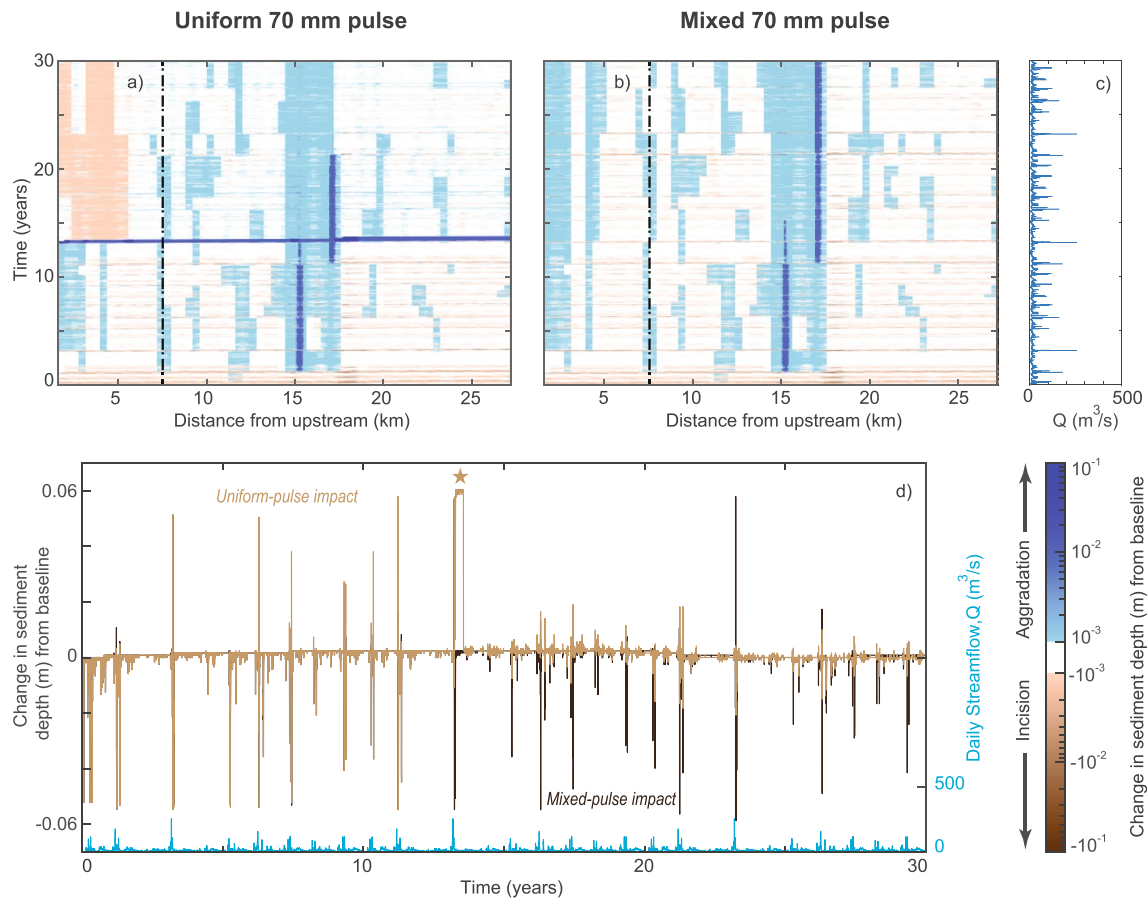 Uniform 70 mm pulse
Mixed 70 mm pulse
a)
b)
c)
30
20
10
0
Time (years)
5
10
15
20
25
Distance from upstream (km)
5
10
15
20
25
Distance from upstream (km)
0
500
Q (m³/s)
d)
Uniform-pulse impact
Mixed-pulse impact
0.06
0
-0.06
Change in sediment
depth (m) from baseline
0
10
20
30
Time (years)
500
0
Daily Streamflow,Q (m³/s)
Aggradation
Incision
10⁻¹
10⁻²
10⁻³
-10⁻³
-10⁻²
-10⁻¹
Change in sediment depth (m) from baseline